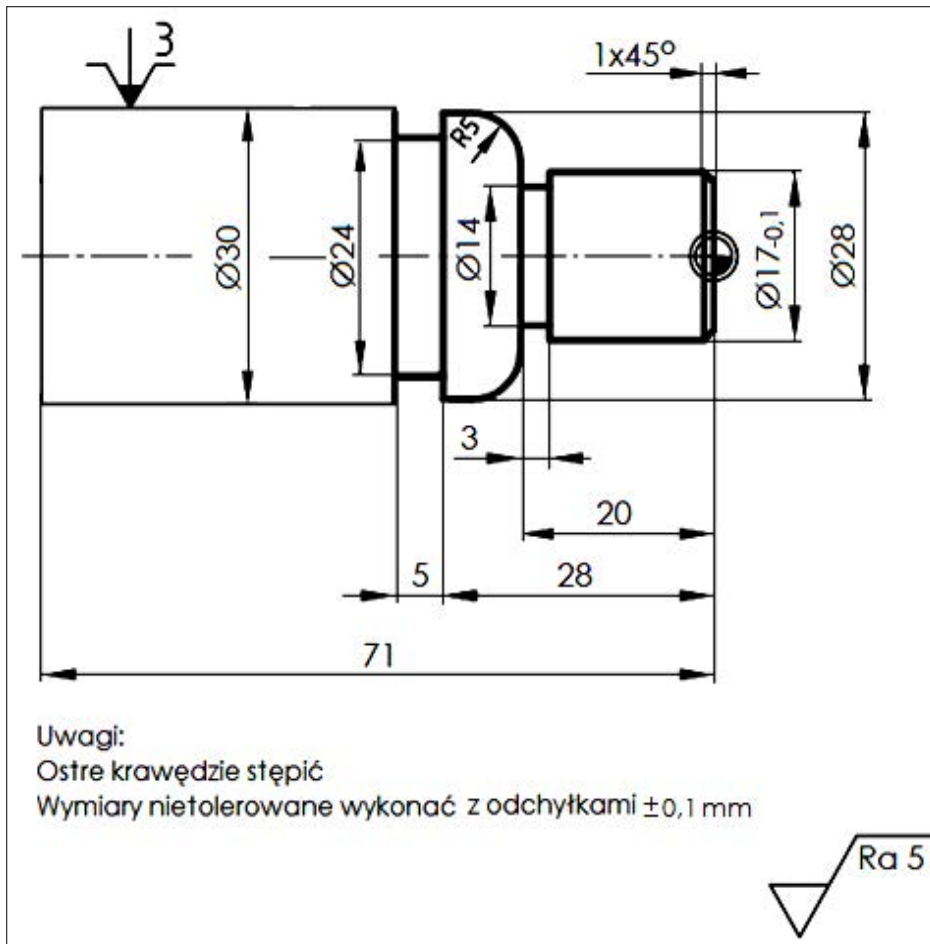 3
1x45°
R5
Ø30
Ø24
Ø14
Ø17-0,1
Ø28
3
20
5
28
71
Uwagi:
Ostre krawędzie stępić
Wymiary nietolerowane wykonać z odchyłkami ±0,1 mm
Ra 5